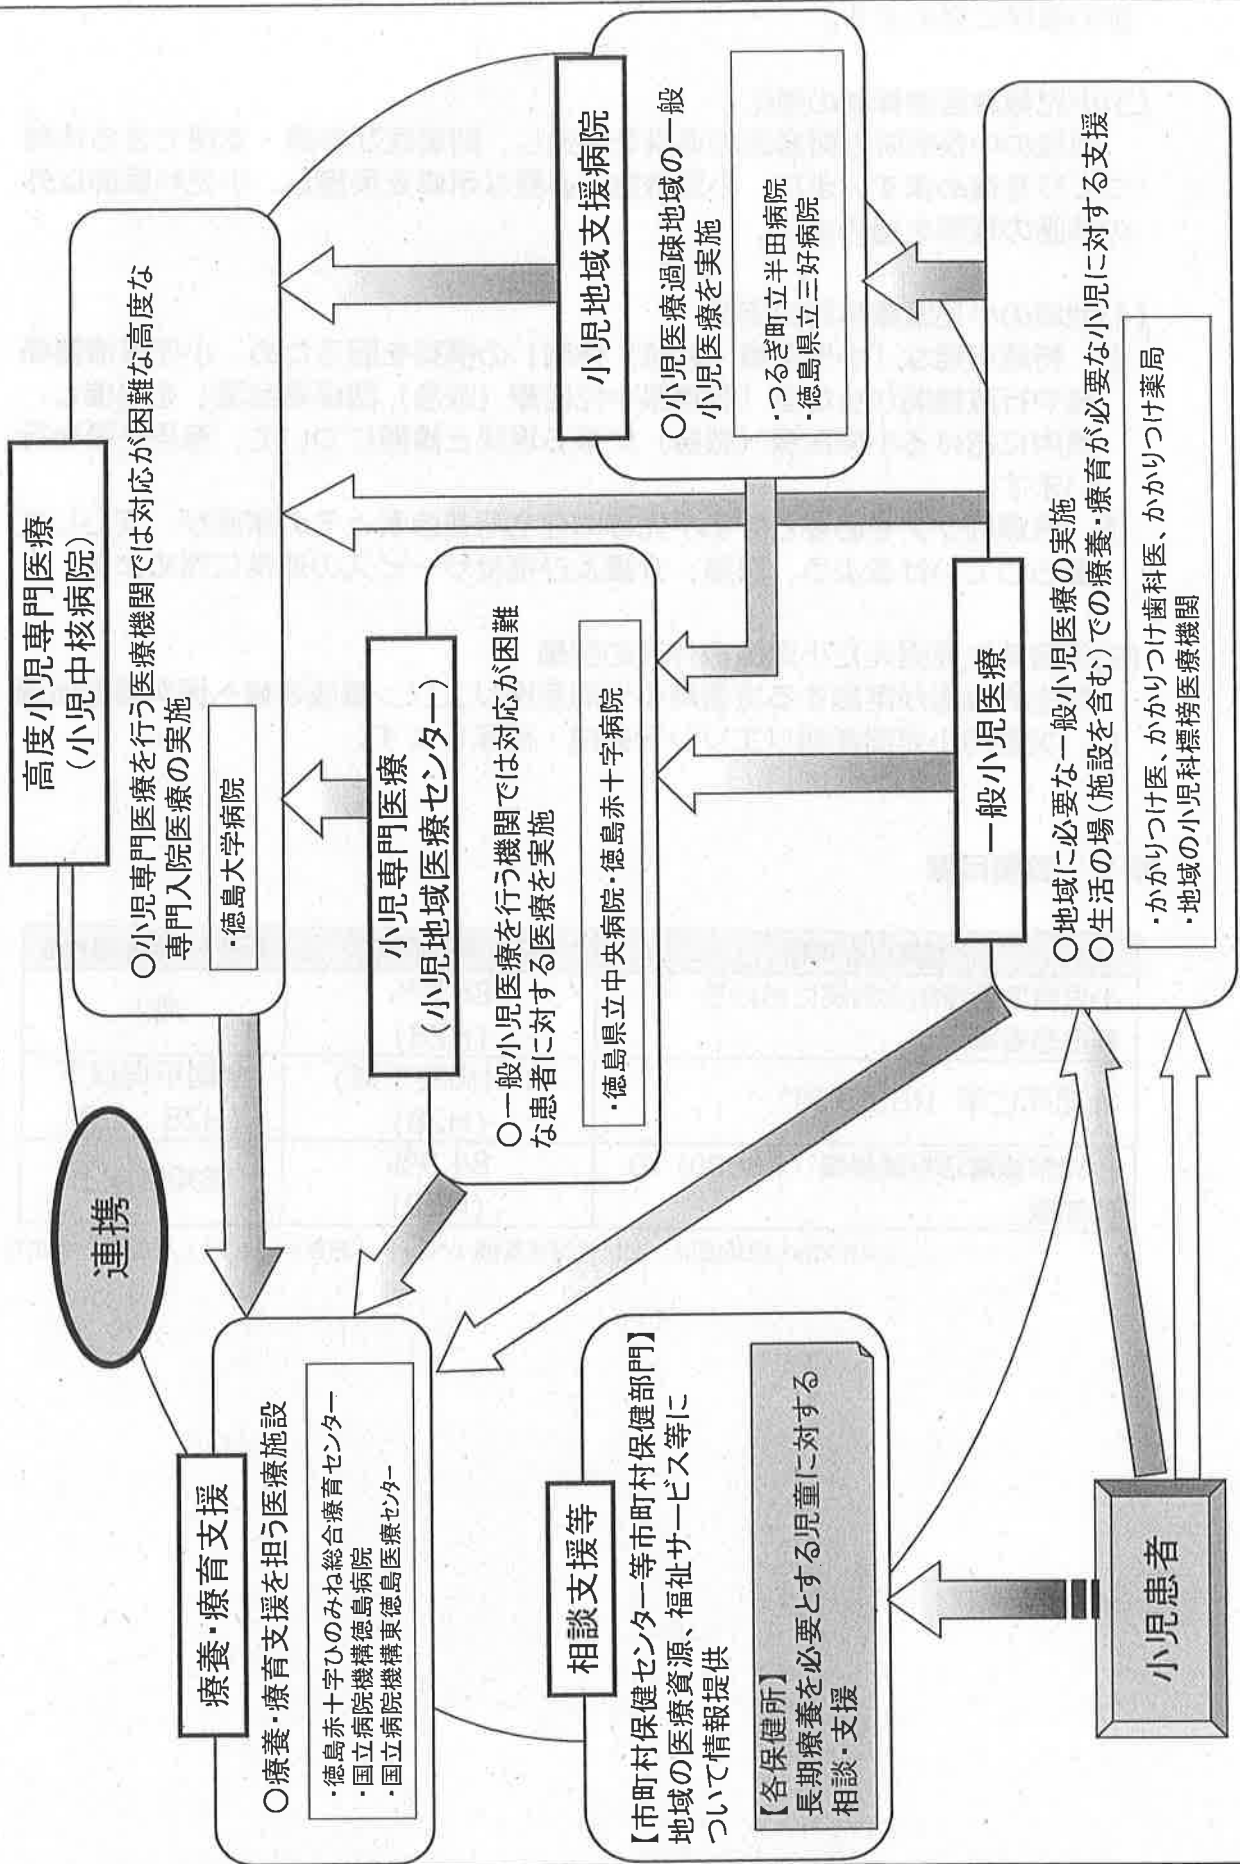 高度小児専門医療
（小児中核病院）
○小児専門医療を行う医療機関では対応が困難な高度な
専門入院医療の実施
・徳島大学病院
連携
療養・療育支援
○療養・療育支援を担う医療施設
・徳島赤十字ひのみね総合療育センター
・国立病院機構徳島病院
・国立病院機構東徳島医療センター
小児専門医療
（小児地域医療センター）
○一般小児医療を行う機関では対応が困難
な患者に対する医療を実施
・徳島県立中央病院・徳島赤十字病院
小児地域支援病院
○小児医療過疎地域の一般
小児医療を実施
・つるぎ町立半田病院
・徳島県立三好病院
相談支援等
【市町村保健センター等市町村保健部門】
地域の医療資源、福祉サービス等に
ついて情報提供
【各保健所】
長期療養を必要とする児童に対する
相談・支援
一般小児医療
○地域に必要な一般小児医療の実施
○生活の場（施設を含む）での療養・療育が必要な小児に対する支援
・かかりつけ医、かかりつけ歯科医、かかりつけ薬局
・地域の小児科標榜医療機関
小児患者